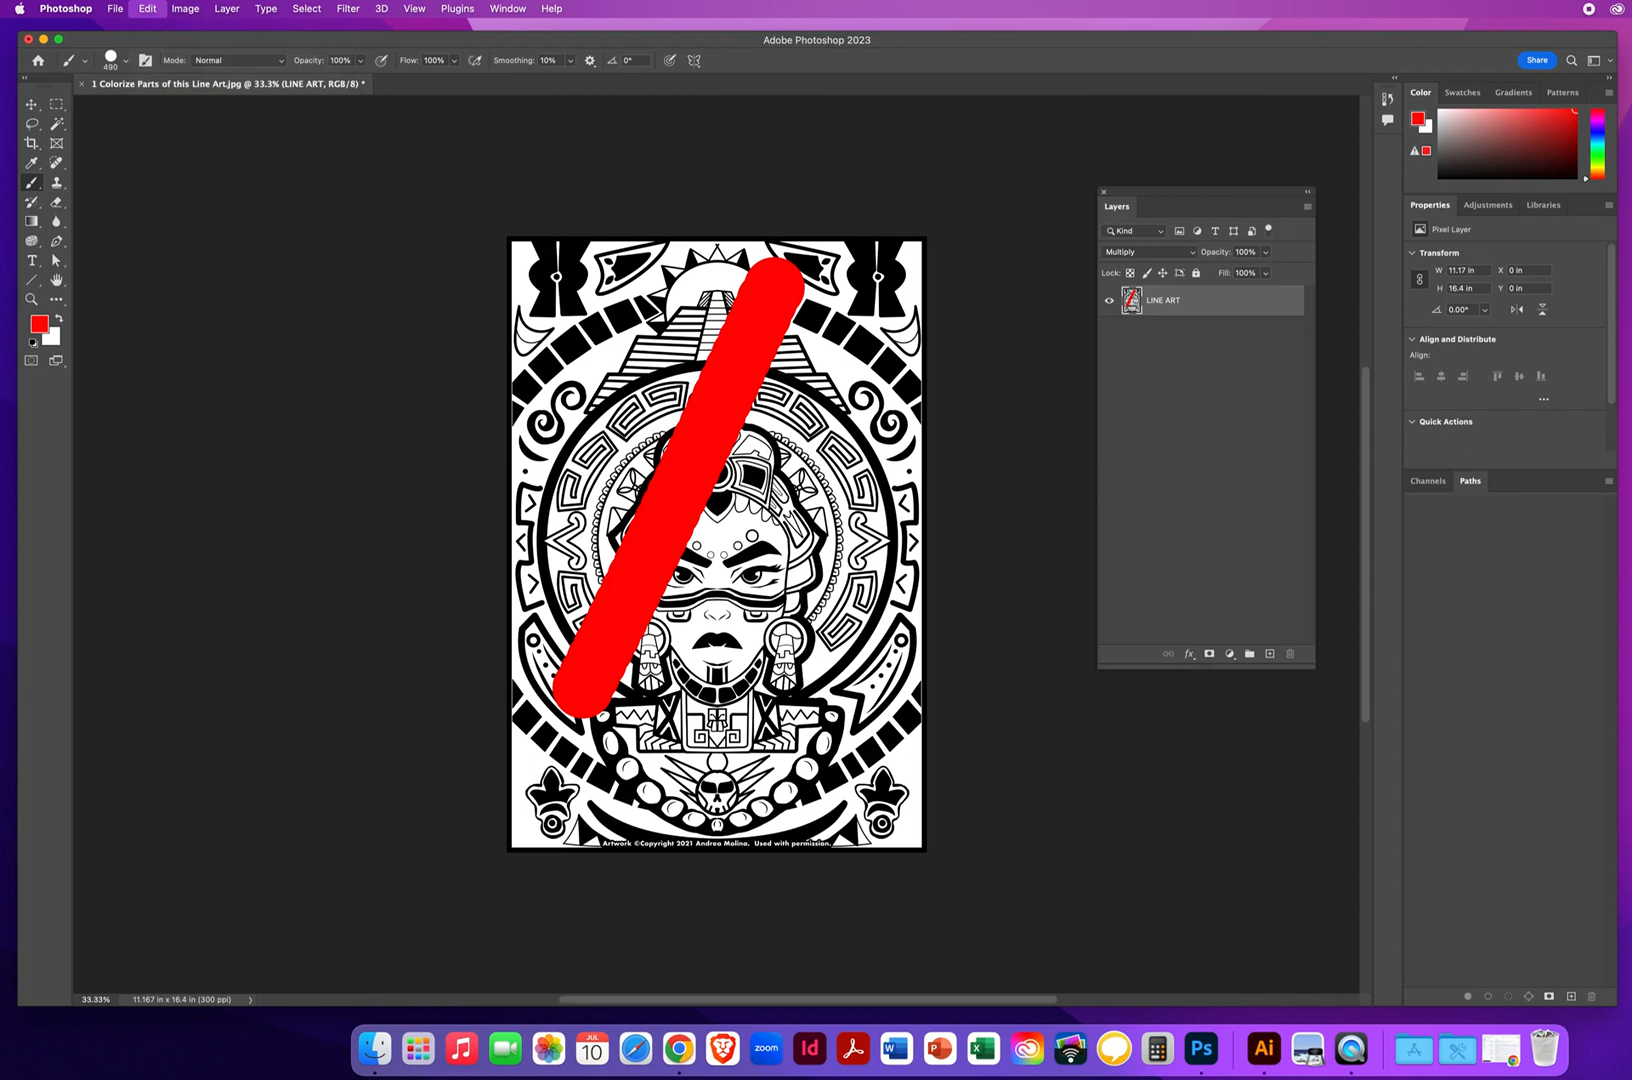 Photoshop File Edit Image Layer Type Select Filter 3D View Plugins Window Help
Adobe Photoshop 2023
490 Mode: Normal Opacity: 100% Flow: 100% Smoothing: 10% 0° Share
1 Colorize Parts of this Line Art.jpg @ 33.3% (LINE ART, RGB/8) *
Color Swatches Gradients Patterns
Properties Adjustments Libraries
Pixel Layer
Transform
W 11.17 in X 0 in
H 16.4 in Y 0 in
0.00°
Align and Distribute
Align:
Quick Actions
Channels Paths
Layers
Kind
Multiply Opacity: 100%
Lock: Fill: 100%
LINE ART
fx
Artwork ©Copyright 2021 Andrea Molina. Used with permission.
33.33% 11.167 in x 16.4 in (300 ppi)
JUL
10
zoom
Id
W
P
X
Ps
Ai